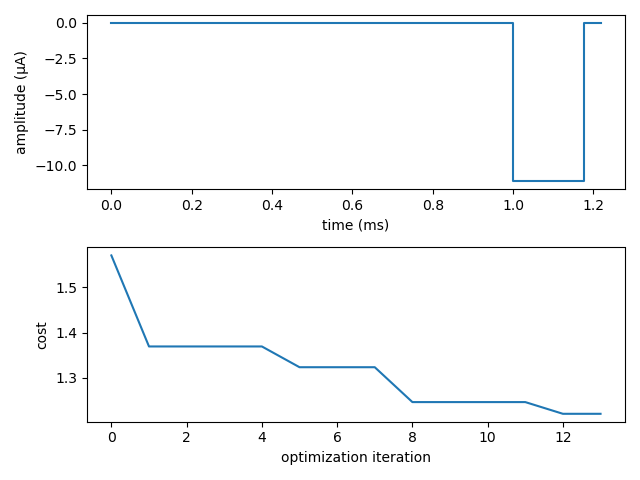 0.0
−2.5
−5.0
−7.5
−10.0
amplitude (µA)
0.0 0.2 0.4 0.6 0.8 1.0 1.2
time (ms)
1.5
1.4
1.3
cost
0 2 4 6 8 10 12
optimization iteration